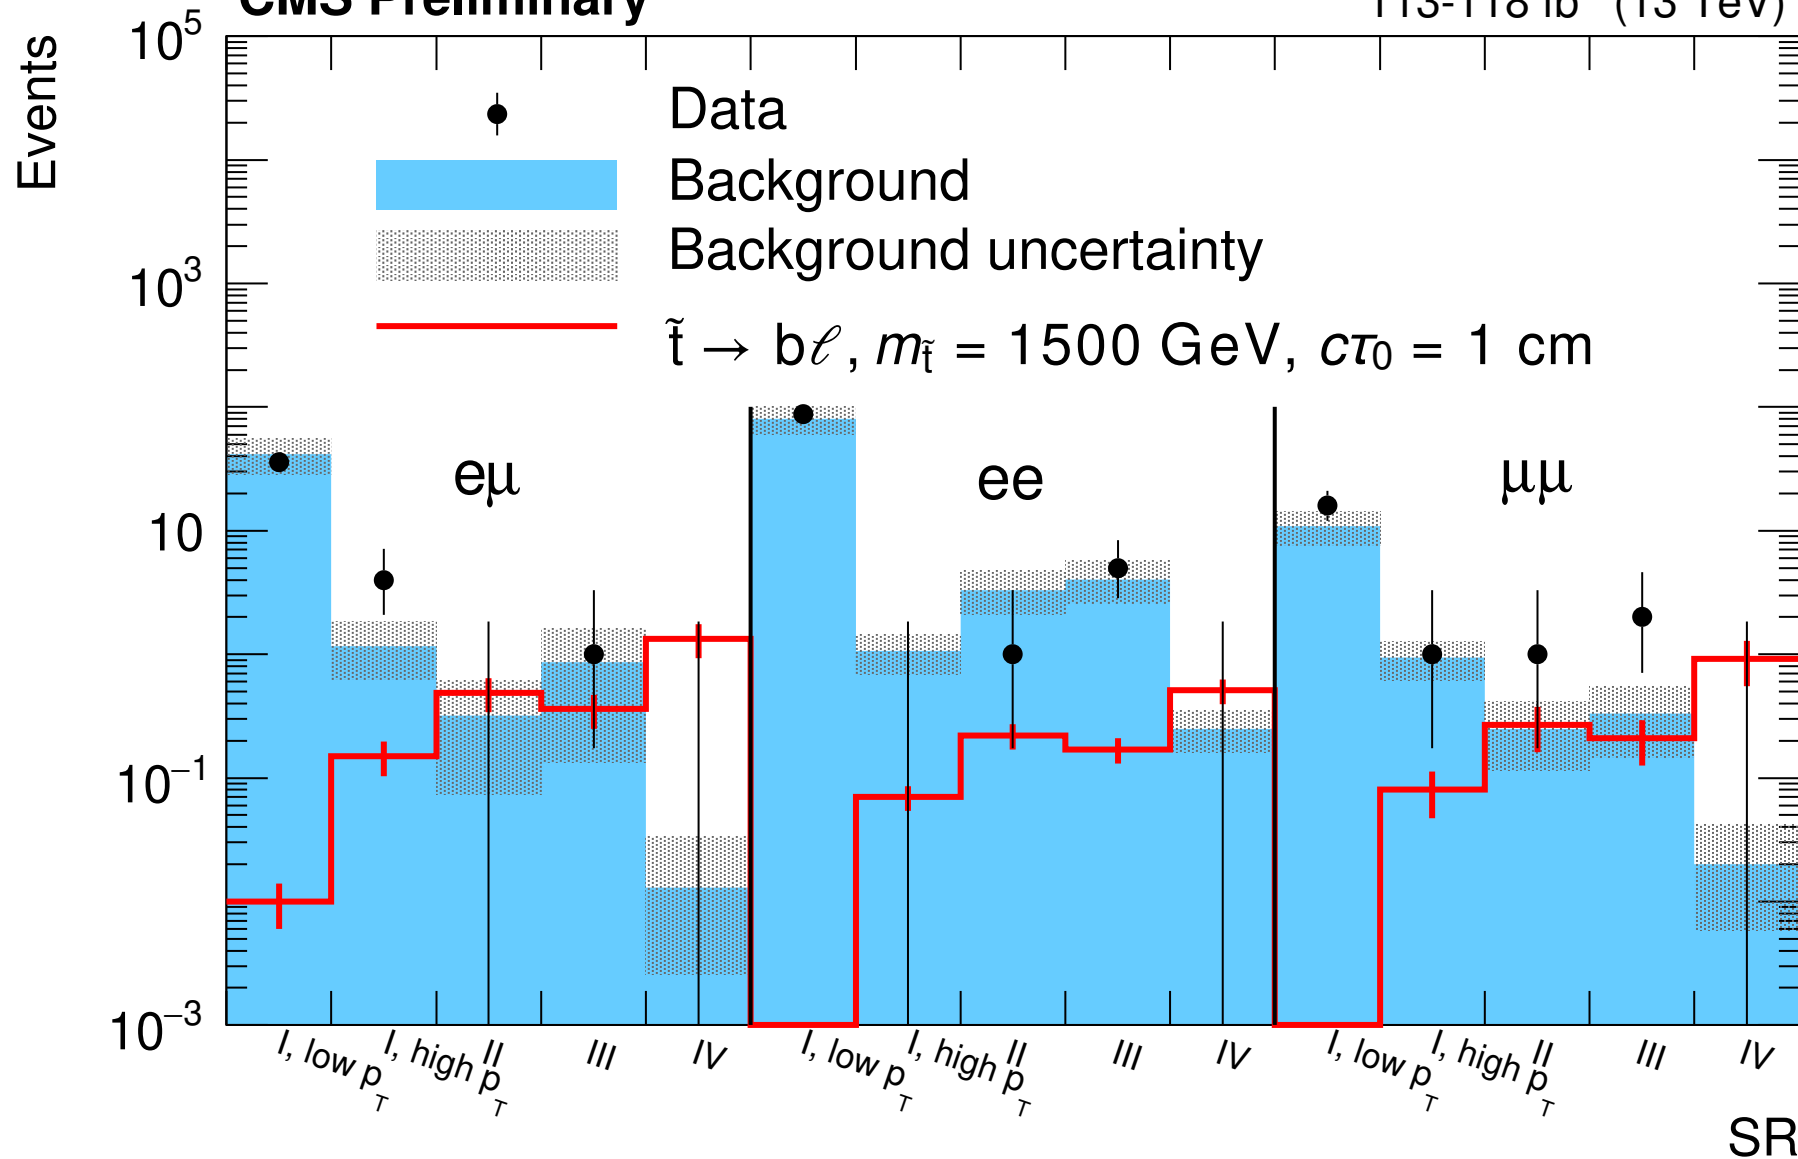 CMS Preliminary
113-118 fb (13 TeV)
Events
10⁵
10³
10
10⁻¹
10⁻³
Data
Background
Background uncertainty
t̃ → bℓ, m_t̃ = 1500 GeV, cτ₀ = 1 cm
eμ
ee
μμ
I, low p_T
I, high p_T
II
III
IV
I, low p_T
I, high p_T
II
III
IV
I, low p_T
I, high p_T
II
III
IV
SR